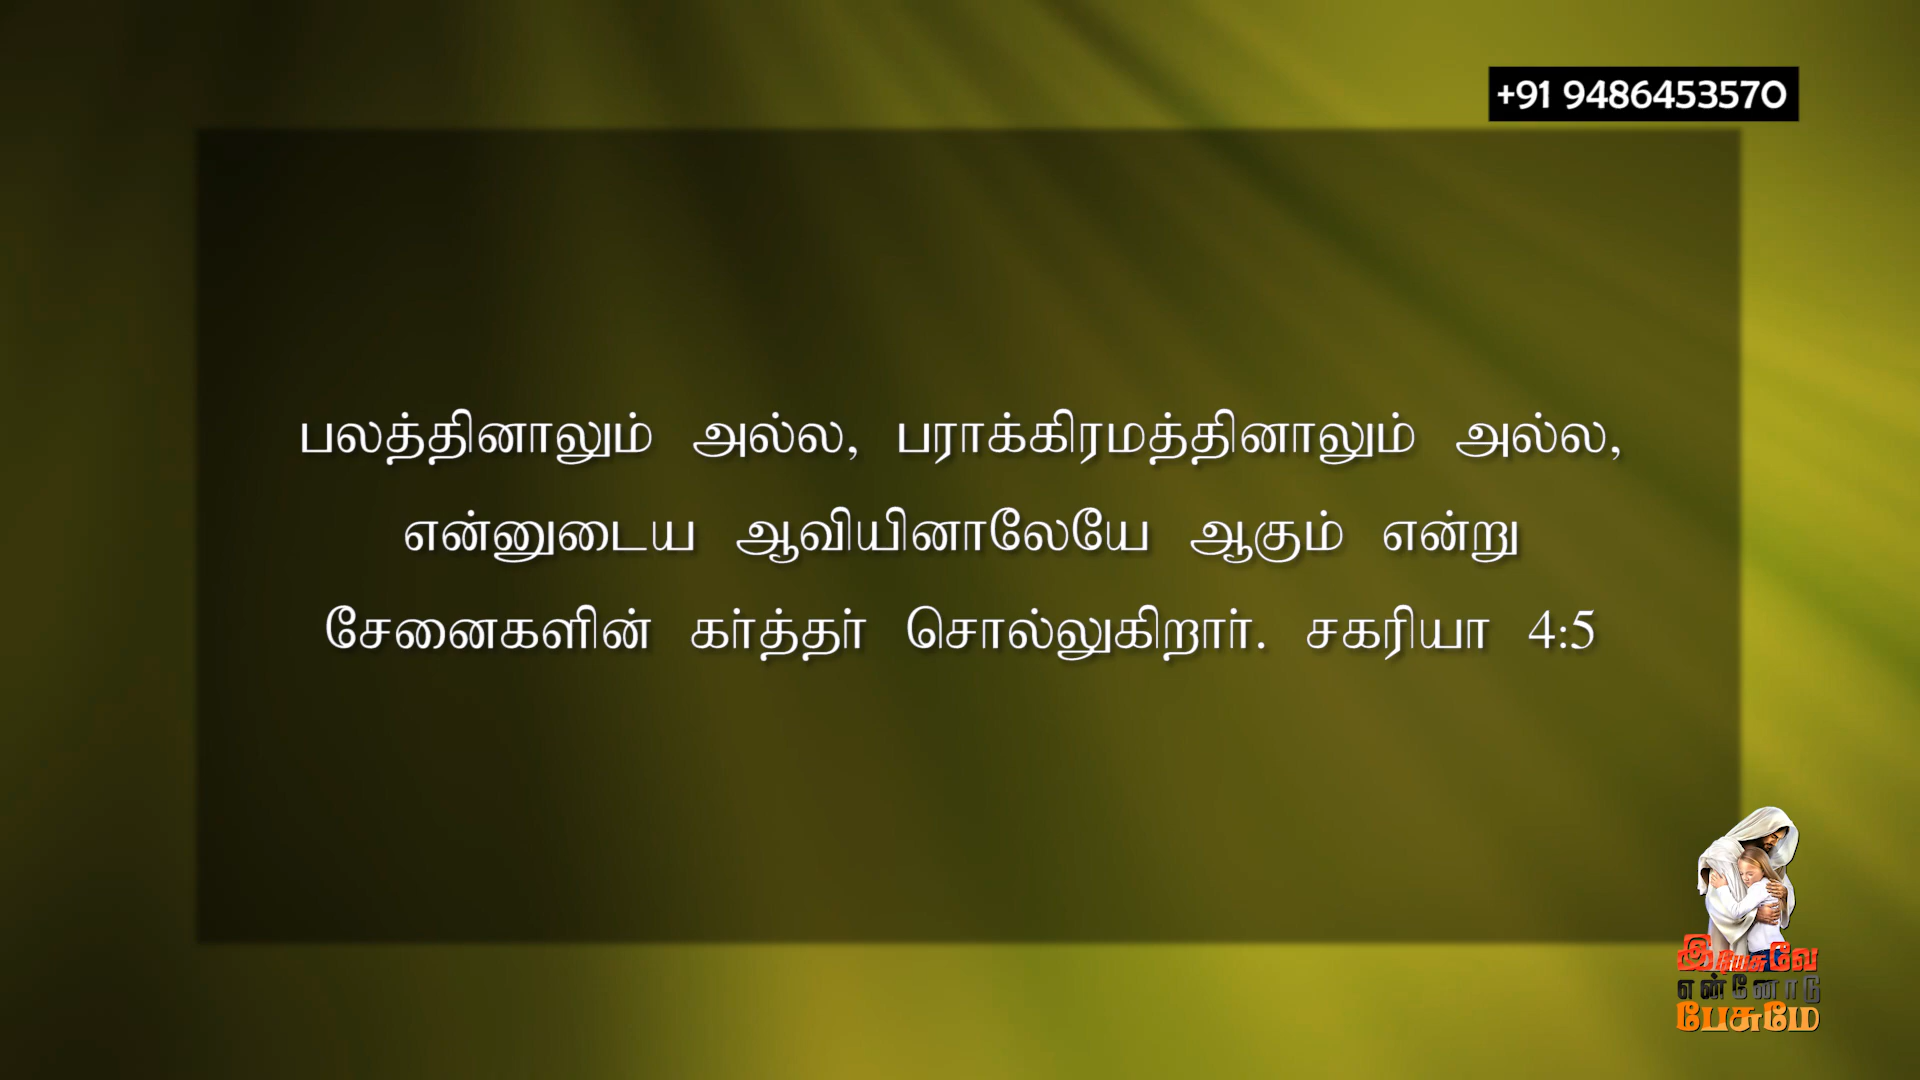 +91 9486453570
பலத்தினாலும் அல்ல, பராக்கிரமத்தினாலும் அல்ல,
என்னுடைய ஆவியினாலேயே ஆகும் என்று
சேனைகளின் கர்த்தர் சொல்லுகிறார். சகரியா 4:5
இயேசுவே
என்னோடு
பேசுமே